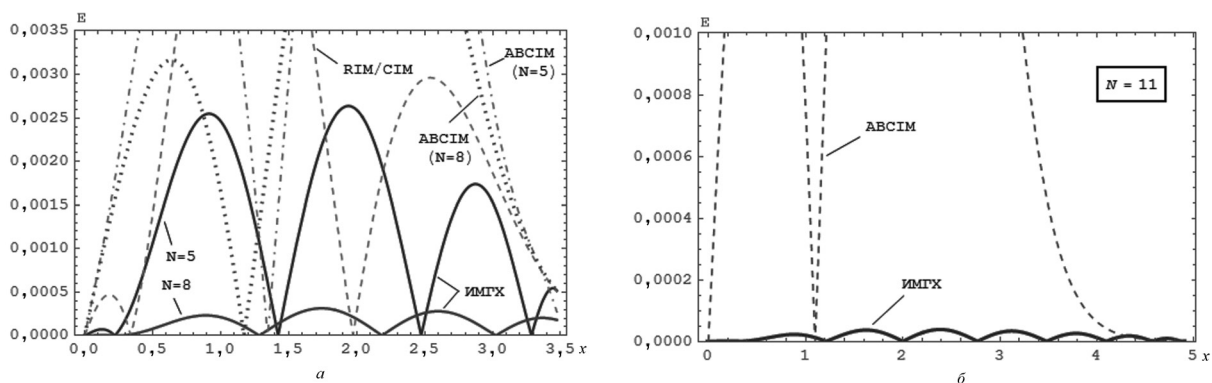 E
0,0035
0,0030
0,0025
0,0020
0,0015
0,0010
0,0005
0,0000
RIM/CIM
ABCIM
(N=5)
ABCIM
(N=8)
N=5
N=8
ИМГХ
0,0 0,5 1,0 1,5 2,0 2,5 3,0 3,5 x
а
E
0,0010
0,0008
0,0006
0,0004
0,0002
0,0000
N = 11
ABCIM
ИМГХ
0 1 2 3 4 5 x
б